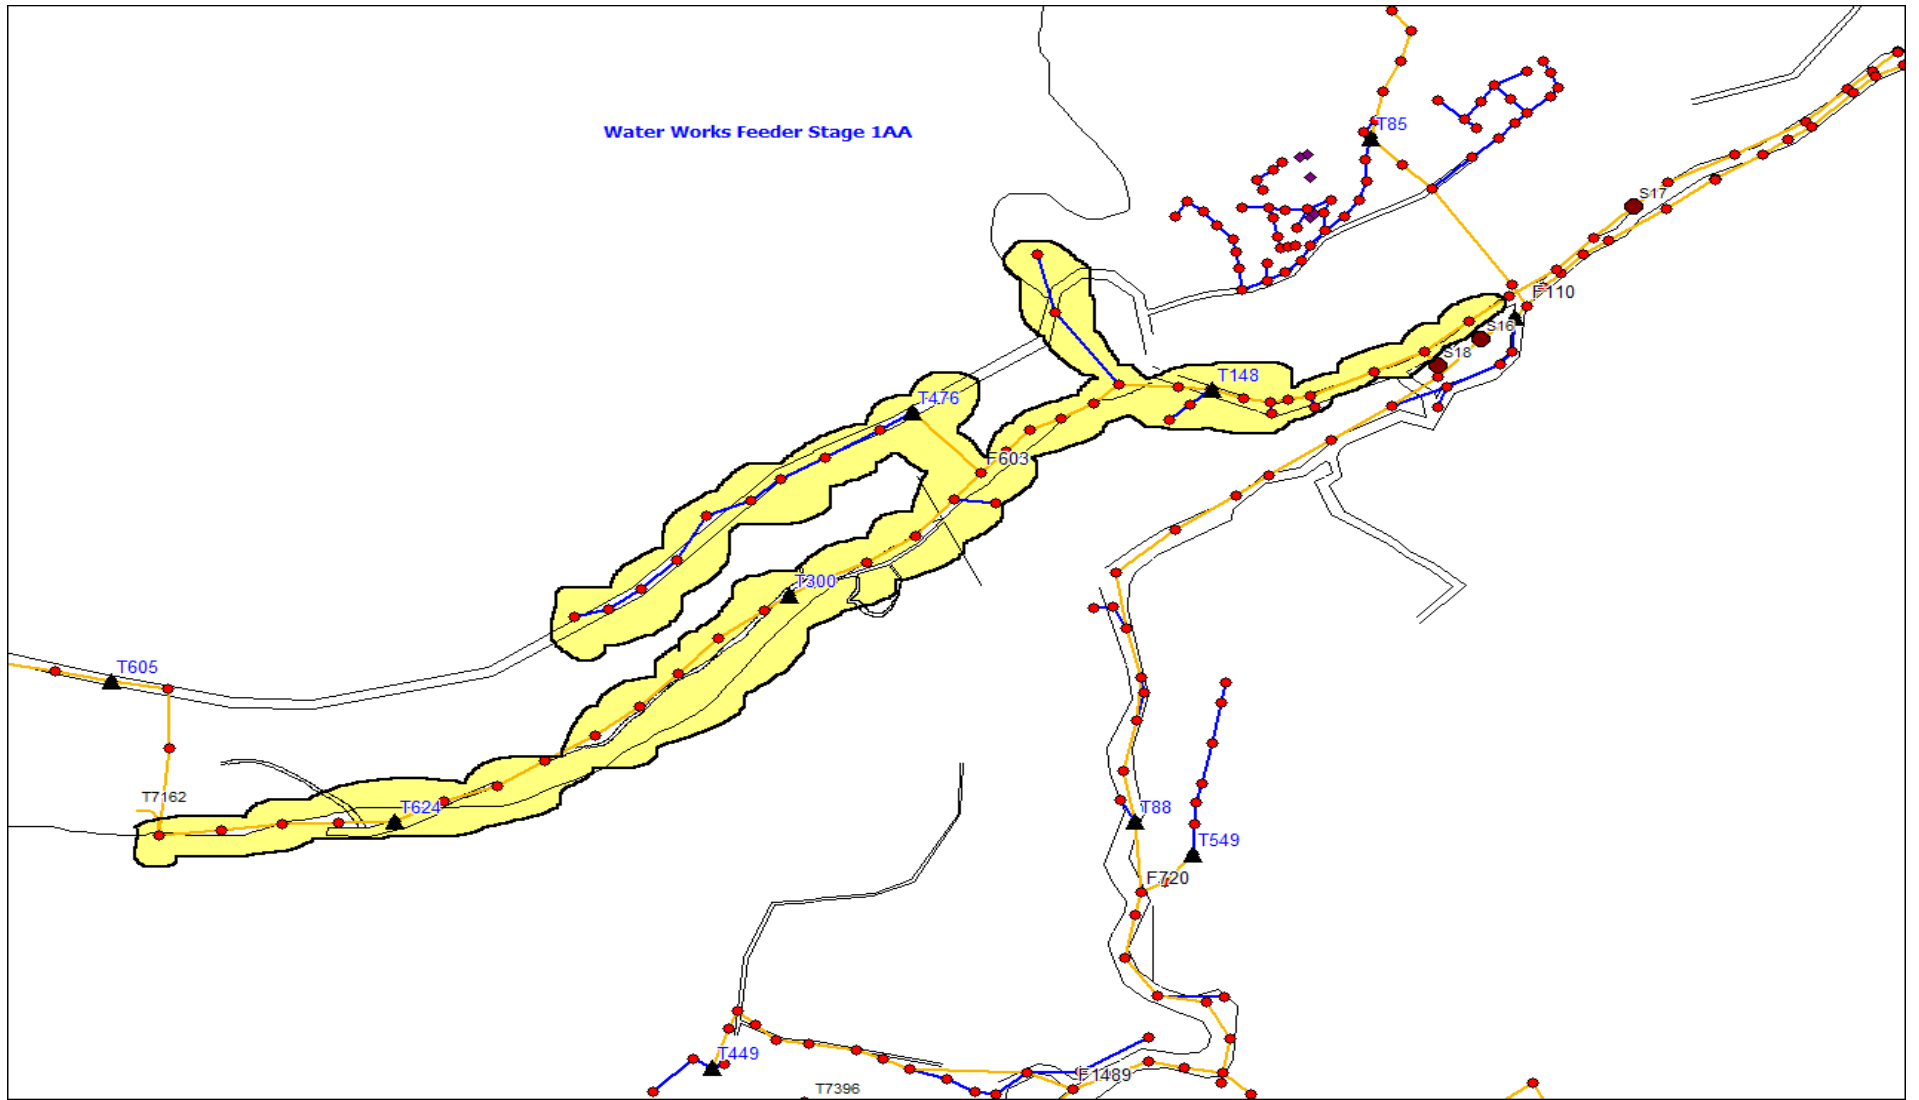 Water Works Feeder Stage 1AA
T85
S17
F110
S16
S18
T148
T476
F603
T300
T605
T7162
T624
T88
T549
F720
T449
F1489
T7396